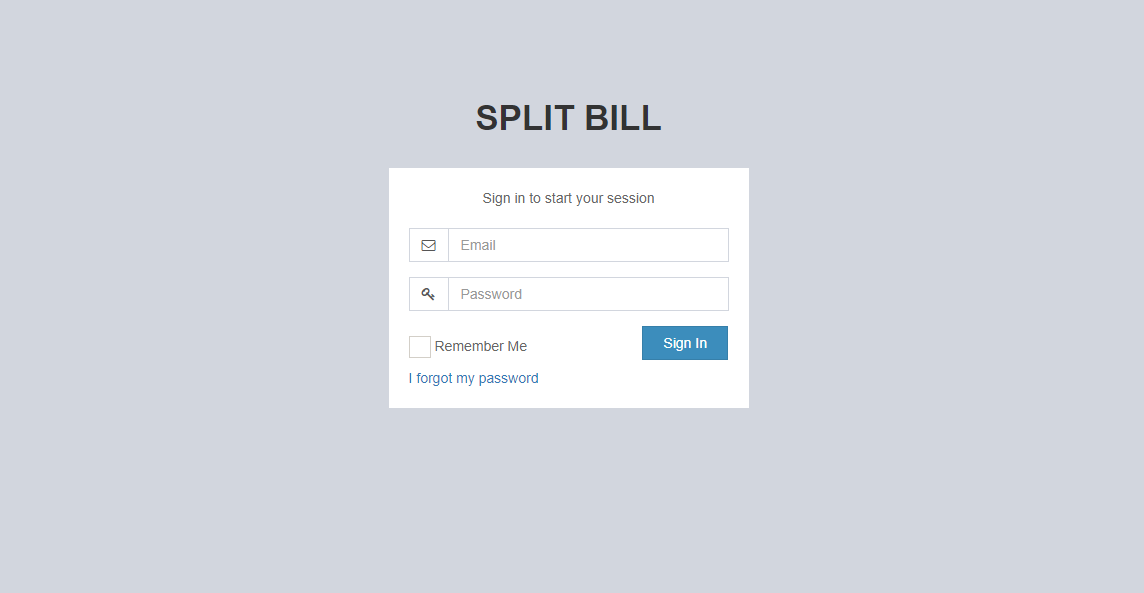 SPLIT BILL
Sign in to start your session
Email
Password
Remember Me
Sign In
I forgot my password